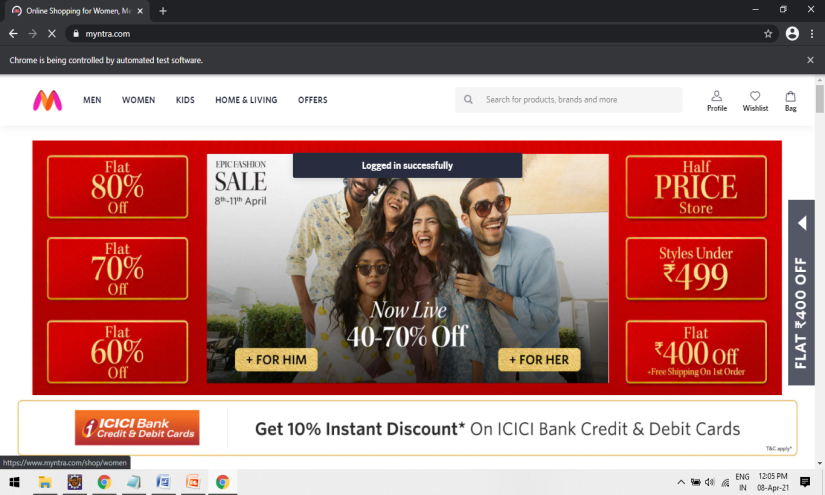 Online Shopping for Women, Me
myntra.com
Chrome is being controlled by automated test software.
MEN
WOMEN
KIDS
HOME & LIVING
OFFERS
Search for products, brands and more
Profile
Wishlist
Bag
Flat
80%
Off
Flat
70%
Off
Flat
60%
Off
EPIC FASHION
SALE
8th-11th April
Logged in successfully
Now Live
40-70% Off
+ FOR HIM
+ FOR HER
Half
PRICE
Store
Styles Under
₹499
Flat
₹400 Off
+Free Shipping On 1st Order
FLAT ₹400 OFF
ICICI Bank
Credit & Debit Cards
Get 10% Instant Discount* On ICICI Bank Credit & Debit Cards
T&C apply*
https://www.myntra.com/shop/women
ENG
IN
12:05 PM
08-Apr-21